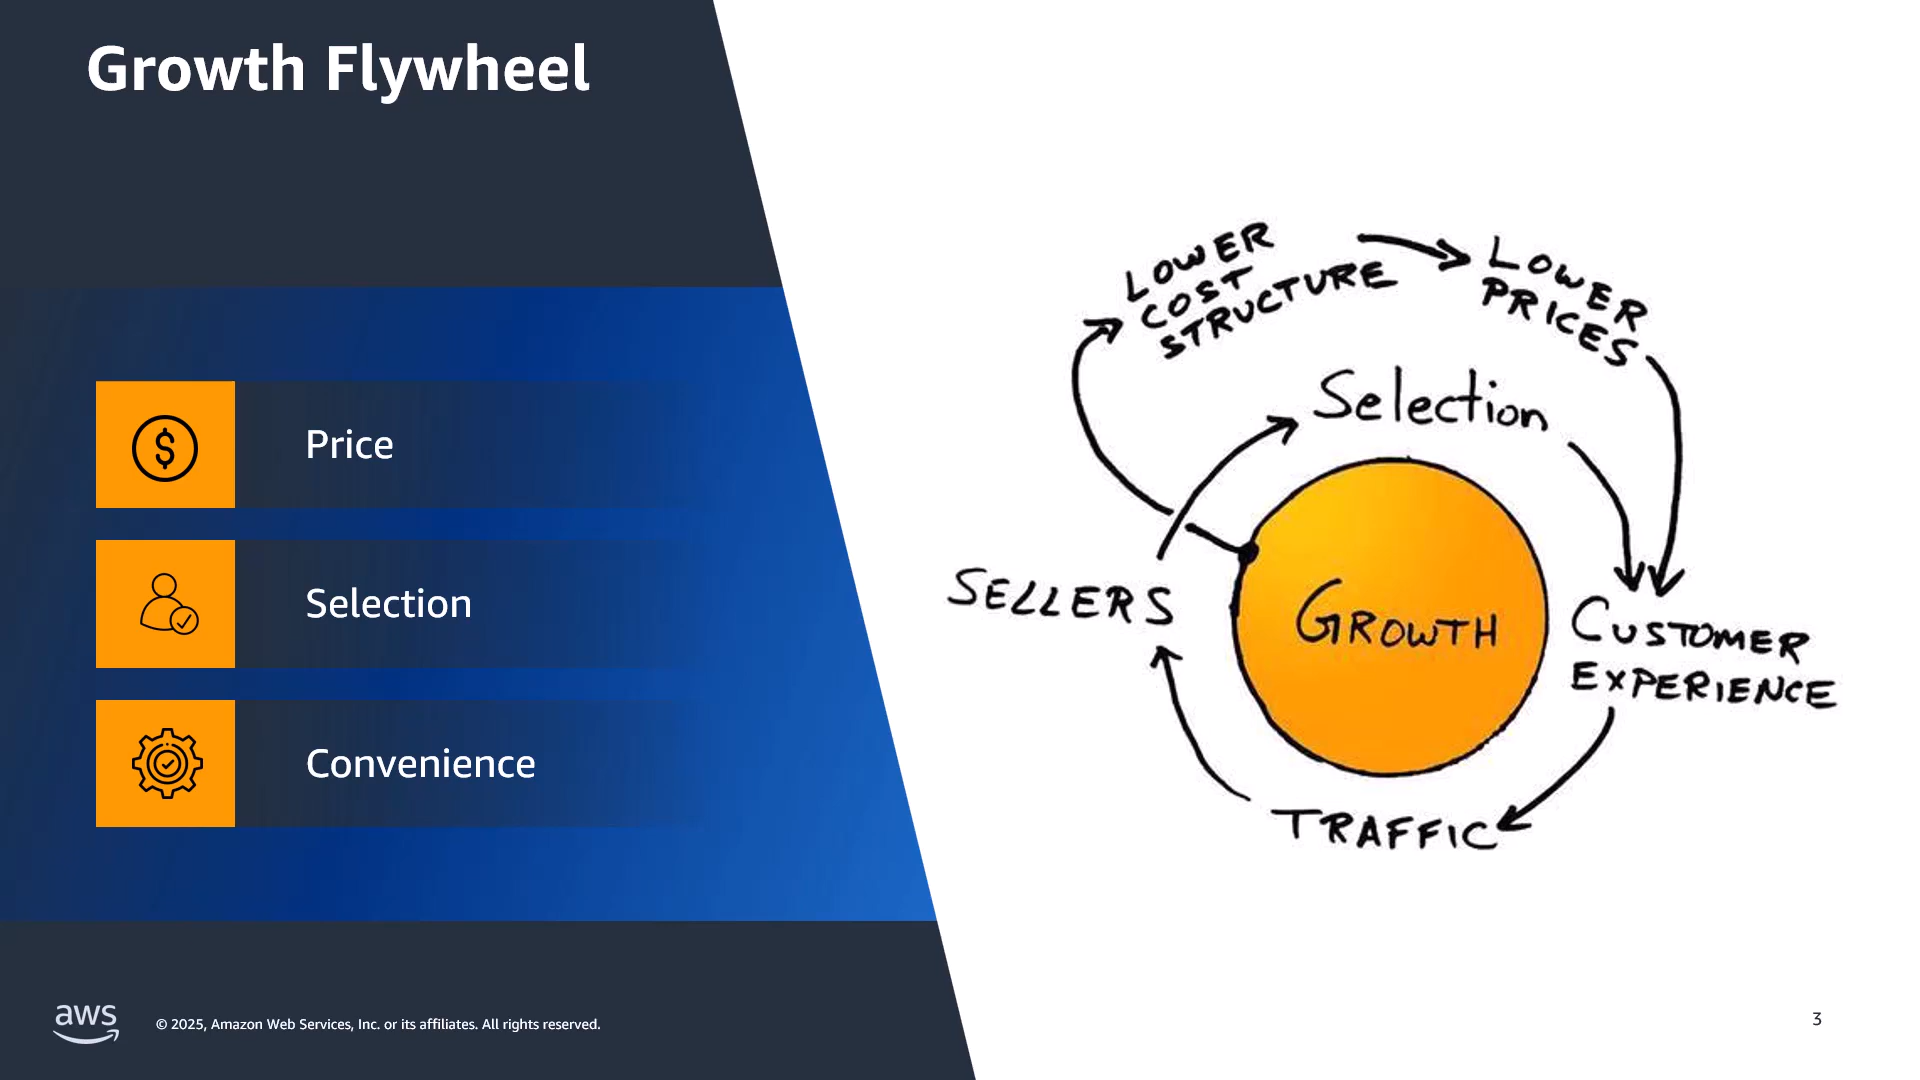 Growth Flywheel
Price
Selection
Convenience
LOWER
COST
STRUCTURE
LOWER
PRICES
Selection
SELLERS
GROWTH
CUSTOMER
EXPERIENCE
TRAFFIC
aws
© 2025, Amazon Web Services, Inc. or its affiliates. All rights reserved.
3